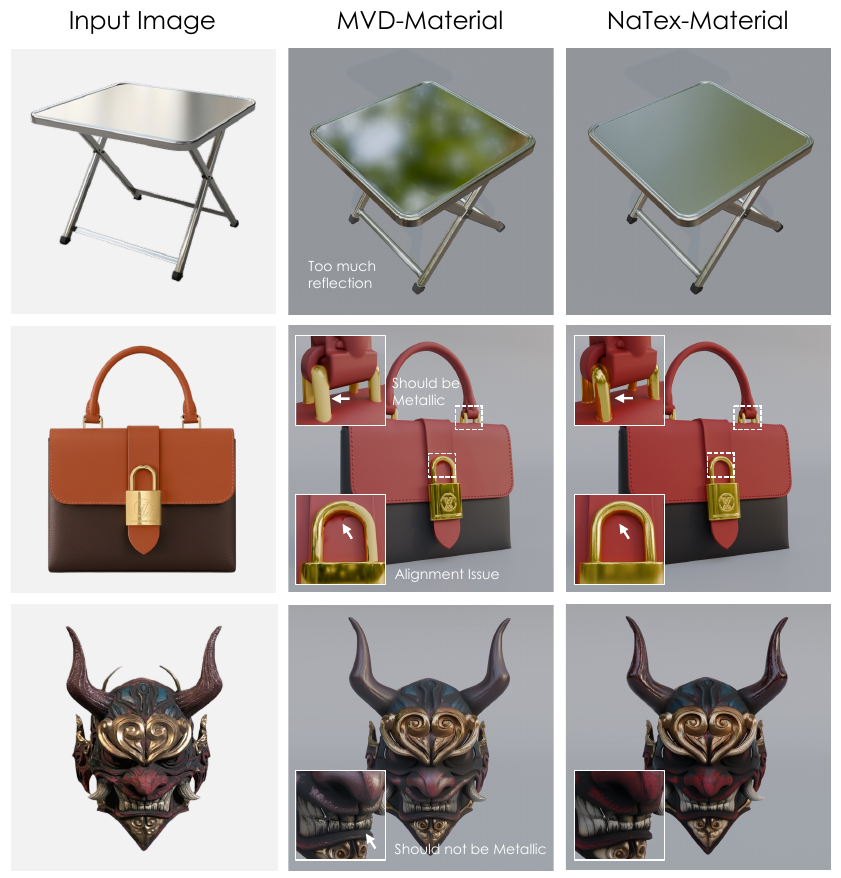 Input Image
MVD-Material
NaTex-Material
Too much
reflection
Should be
Metallic
Alignment Issue
Should not be Metallic